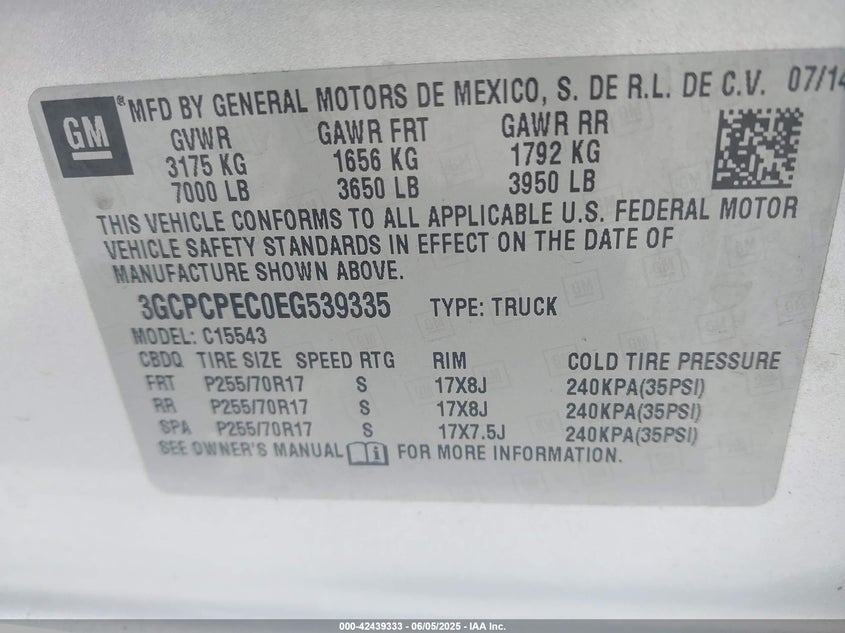 GM
® MFD BY GENERAL MOTORS DE MEXICO, S. DE R.L. DE C.V. 07/14
GVWR GAWR FRT GAWR RR
3175 KG 1656 KG 1792 KG
7000 LB 3650 LB 3950 LB
THIS VEHICLE CONFORMS TO ALL APPLICABLE U.S. FEDERAL MOTOR
VEHICLE SAFETY STANDARDS IN EFFECT ON THE DATE OF
MANUFACTURE SHOWN ABOVE.
3GCPCPEC0EG539335 TYPE: TRUCK
MODEL: C15543
CBDQ TIRE SIZE SPEED RTG RIM COLD TIRE PRESSURE
FRT P255/70R17 S 17X8J 240KPA(35PSI)
RR P255/70R17 S 17X8J 240KPA(35PSI)
SPA P255/70R17 S 17X7.5J 240KPA(35PSI)
SEE OWNER'S MANUAL FOR MORE INFORMATION.
000-42439333 - 06/05/2025 - IAA Inc.